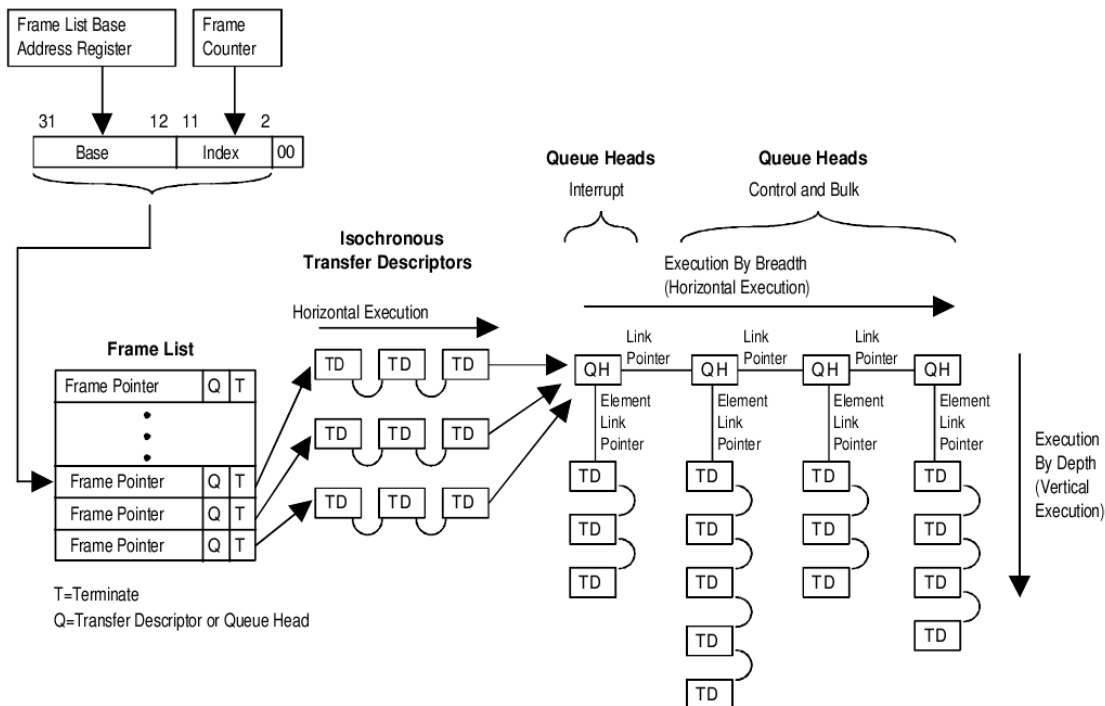 Frame List Base
Address Register
Frame
Counter
31 12 11 2
Base Index 00
Queue Heads
Interrupt
Queue Heads
Control and Bulk
Isochronous
Transfer Descriptors
Execution By Breadth
(Horizontal Execution)
Horizontal Execution
Frame List
Frame Pointer Q T
Frame Pointer Q T
Frame Pointer Q T
Frame Pointer Q T
T=Terminate
Q=Transfer Descriptor or Queue Head
TD TD TD
TD TD TD
TD TD TD
Link
Pointer
Link
Pointer
Link
Pointer
QH QH QH QH
Element
Link
Pointer
Element
Link
Pointer
Element
Link
Pointer
Element
Link
Pointer
TD TD TD TD
TD TD TD TD
TD TD TD TD
TD TD
TD
Execution
By Depth
(Vertical
Execution)